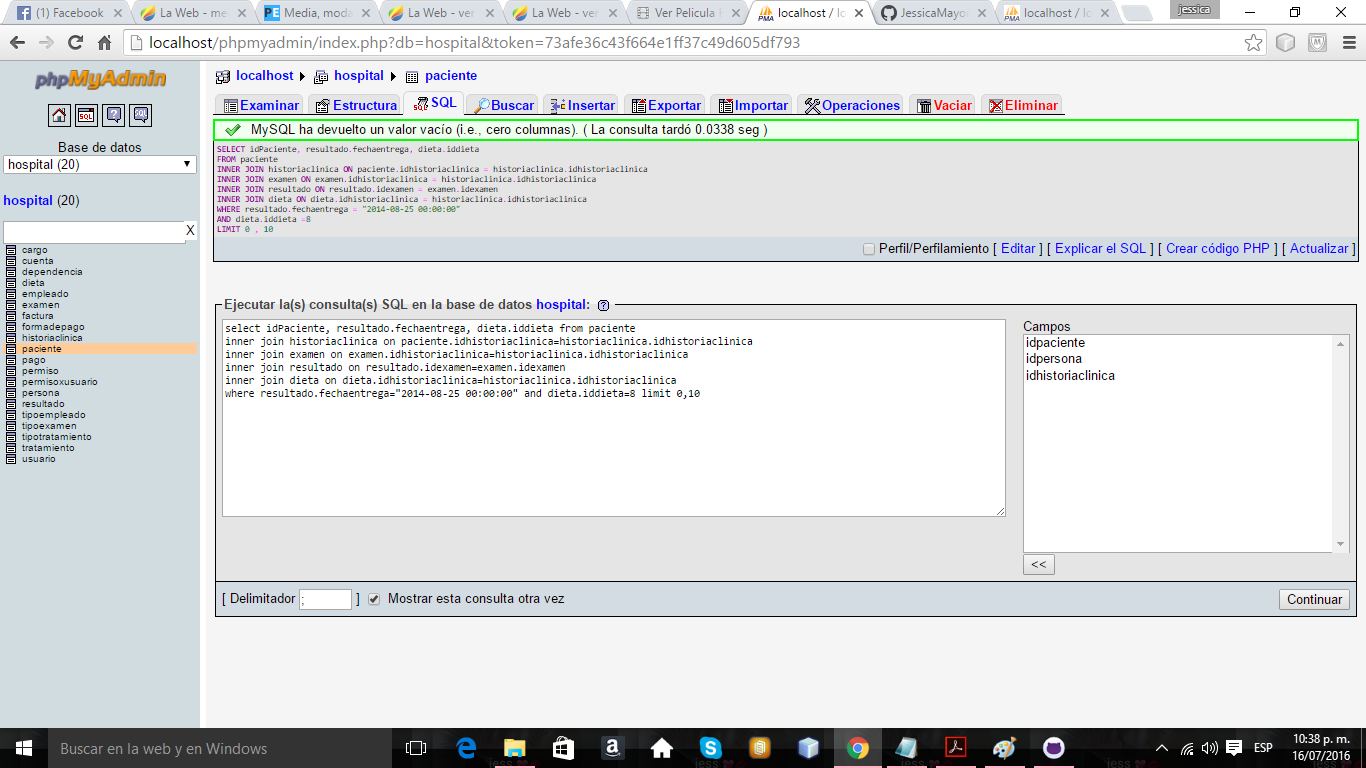 jessica
(1) Facebook
La Web - me
Media, moda
La Web - ver
La Web - ver
Ver Pelicula
localhost / lo
JessicaMayo
localhost / lo
localhost/phpmyadmin/index.php?db=hospital&token=73afe36c43f664e1ff37c49d605df793
phpMyAdmin
SQL
Base de datos
hospital (20)
hospital (20)
X
cargo
cuenta
dependencia
dieta
empleado
examen
factura
formadepago
historiaclinica
paciente
pago
permiso
permisoxusuario
persona
resultado
tipoempleado
tipoexamen
tipotratamiento
tratamiento
usuario
localhost hospital paciente
Examinar Estructura SQL Buscar Insertar Exportar Importar Operaciones Vaciar Eliminar
MySQL ha devuelto un valor vacío (i.e., cero columnas). ( La consulta tardó 0.0338 seg )
SELECT idPaciente, resultado.fechaentrega, dieta.iddieta
FROM paciente
INNER JOIN historiaclinica ON paciente.idhistoriaclinica = historiaclinica.idhistoriaclinica
INNER JOIN examen ON examen.idhistoriaclinica = historiaclinica.idhistoriaclinica
INNER JOIN resultado ON resultado.idexamen = examen.idexamen
INNER JOIN dieta ON dieta.idhistoriaclinica = historiaclinica.idhistoriaclinica
WHERE resultado.fechaentrega = "2014-08-25 00:00:00"
AND dieta.iddieta =8
LIMIT 0 , 10
Perfil/Perfilamiento [ Editar ] [ Explicar el SQL ] [ Crear código PHP ] [ Actualizar ]
Ejecutar la(s) consulta(s) SQL en la base de datos hospital:
select idPaciente, resultado.fechaentrega, dieta.iddieta from paciente
inner join historiaclinica on paciente.idhistoriaclinica=historiaclinica.idhistoriaclinica
inner join examen on examen.idhistoriaclinica=historiaclinica.idhistoriaclinica
inner join resultado on resultado.idexamen=examen.idexamen
inner join dieta on dieta.idhistoriaclinica=historiaclinica.idhistoriaclinica
where resultado.fechaentrega="2014-08-25 00:00:00" and dieta.iddieta=8 limit 0,10
Campos
idpaciente
idpersona
idhistoriaclinica
<<
[ Delimitador ; ] Mostrar esta consulta otra vez
Continuar
Buscar en la web y en Windows
ESP
10:38 p. m.
16/07/2016